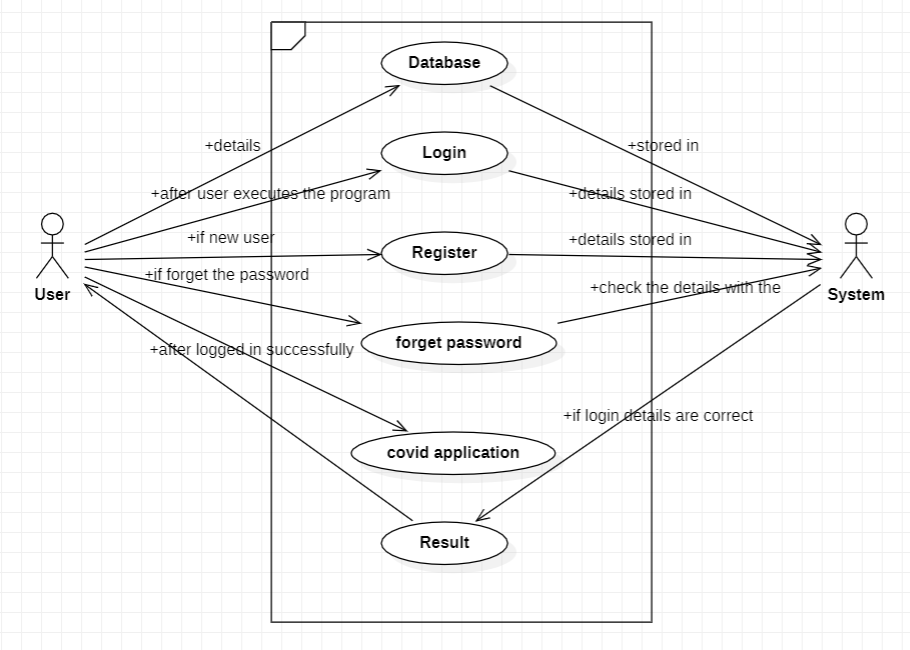 Database
+details
+stored in
Login
+after user executes the program
+details stored in
+if new user
+details stored in
Register
+if forget the password
+check the details with the
User
System
forget password
+after logged in successfully
+if login details are correct
covid application
Result